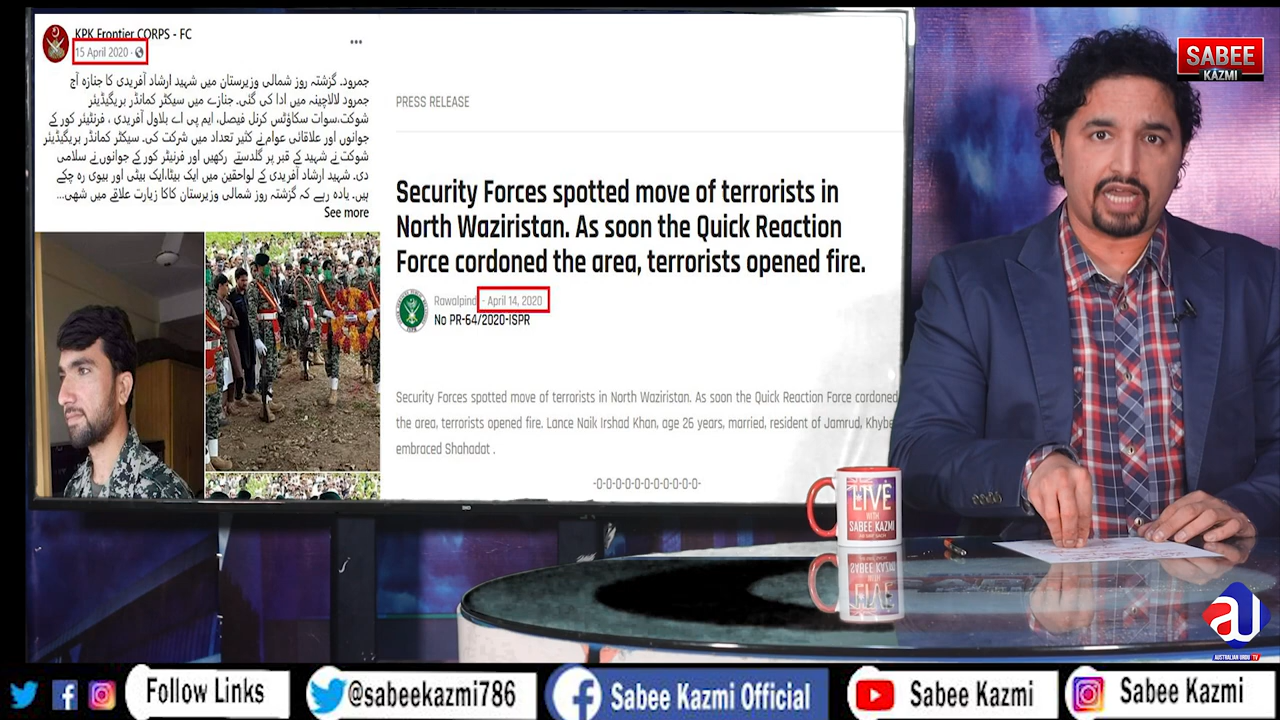 KPK Frontier CORPS - FC
15 April 2020
جمرود۔ گزشتہ روز شمالی وزیرستان میں شہید ارشاد آفریدی کا جنازہ آج
جمرود لالاچینہ میں ادا کی گئی۔ جنازے میں سیکٹر کمانڈر بریگیڈیئر
شوکت،سوات سکاؤٹس کرنل فیصل، ایم پی اے بلاول آفریدی ، فرنٹیئر کور کے
جوانوں اور علاقائی عوام نے کثیر تعداد میں شرکت کی۔ سیکٹر کمانڈر بریگیڈیئر
شوکت نے شہید کے قبر پر گلدستے رکھیں اور فرنیٹر کور کے جوانوں نے سلامی
دی۔ شہید ارشاد آفریدی کے لواحقین میں ایک بیٹا،ایک بیٹی اور بیوی رہ چکے
ہیں۔ یادہ رہے کہ گزشتہ روز شمالی وزیرستان کاکا زیارت علاقے میں شھی...
See more
PRESS RELEASE
Security Forces spotted move of terrorists in
North Waziristan. As soon the Quick Reaction
Force cordoned the area, terrorists opened fire.
Rawalpind - April 14, 2020
No PR-64/2020-ISPR
Security Forces spotted move of terrorists in North Waziristan. As soon the Quick Reaction Force cordoned
the area, terrorists opened fire. Lance Naik Irshad Khan, age 26 years, married, resident of Jamrud, Khybe
embraced Shahadat .
-0-0-0-0-0-0-0-0-0-0-0-
SABEE
KAZMI
LIVE
WITH
SABEE KAZMI
AUSTRALIAN URDU TV
Follow Links
@sabeekazmi786
Sabee Kazmi Official
Sabee Kazmi
Sabee Kazmi